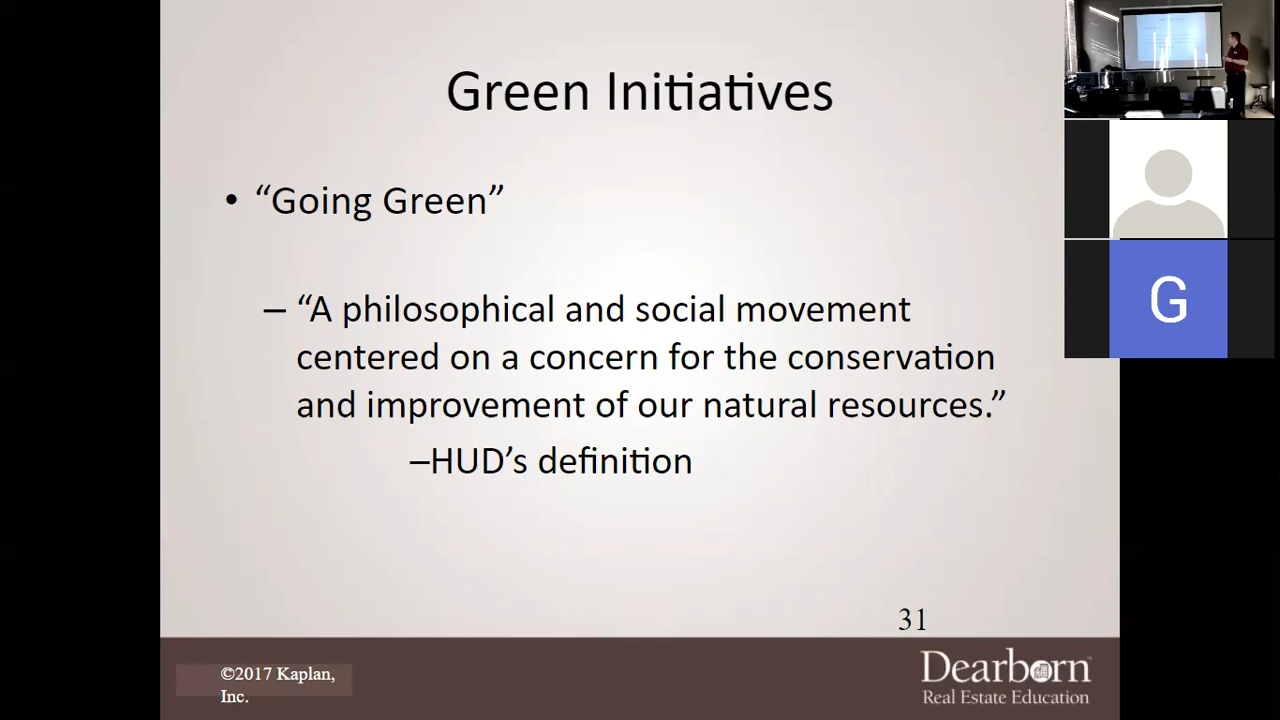 Green Initiatives
• “Going Green”
– “A philosophical and social movement
centered on a concern for the conservation
and improvement of our natural resources.”
–HUD’s definition
31
©2017 Kaplan,
Inc.
Dearborn
Real Estate Education
G